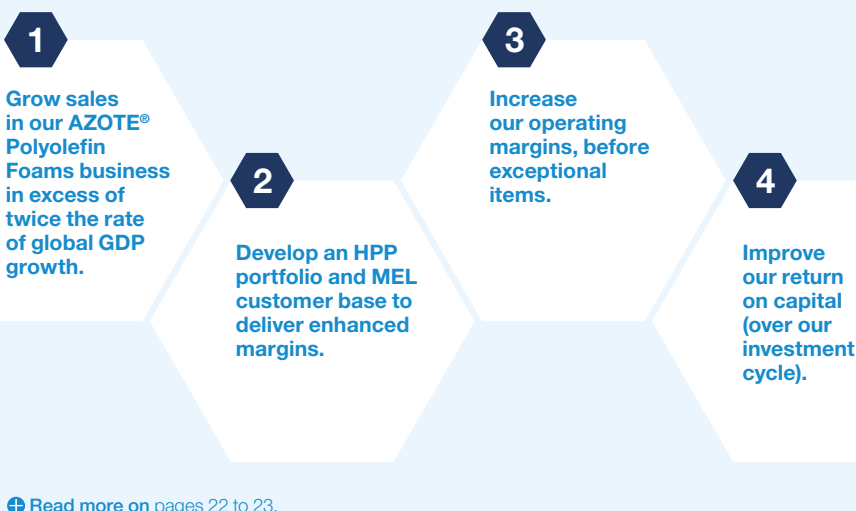 1
Grow sales
in our AZOTE®
Polyolefin
Foams business
in excess of
twice the rate
of global GDP
growth.
2
Develop an HPP
portfolio and MEL
customer base to
deliver enhanced
margins.
3
Increase
our operating
margins, before
exceptional
items.
4
Improve
our return
on capital
(over our
investment
cycle).
Read more on pages 22 to 23.